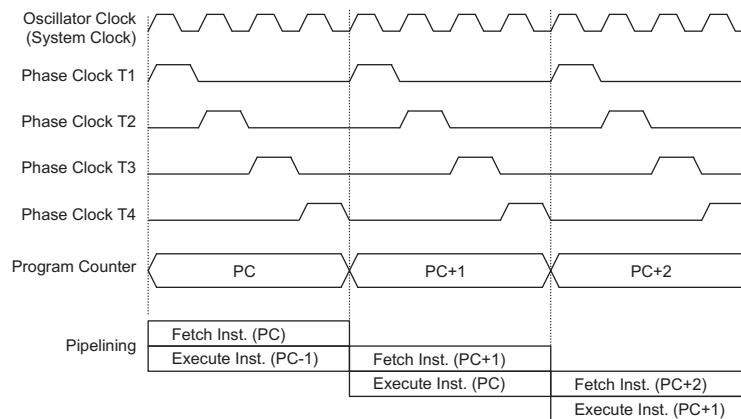 Oscillator Clock
(System Clock)
Phase Clock T1
Phase Clock T2
Phase Clock T3
Phase Clock T4
Program Counter
PC
PC+1
PC+2
Pipelining
Fetch Inst. (PC)
Execute Inst. (PC-1)
Fetch Inst. (PC+1)
Execute Inst. (PC)
Fetch Inst. (PC+2)
Execute Inst. (PC+1)